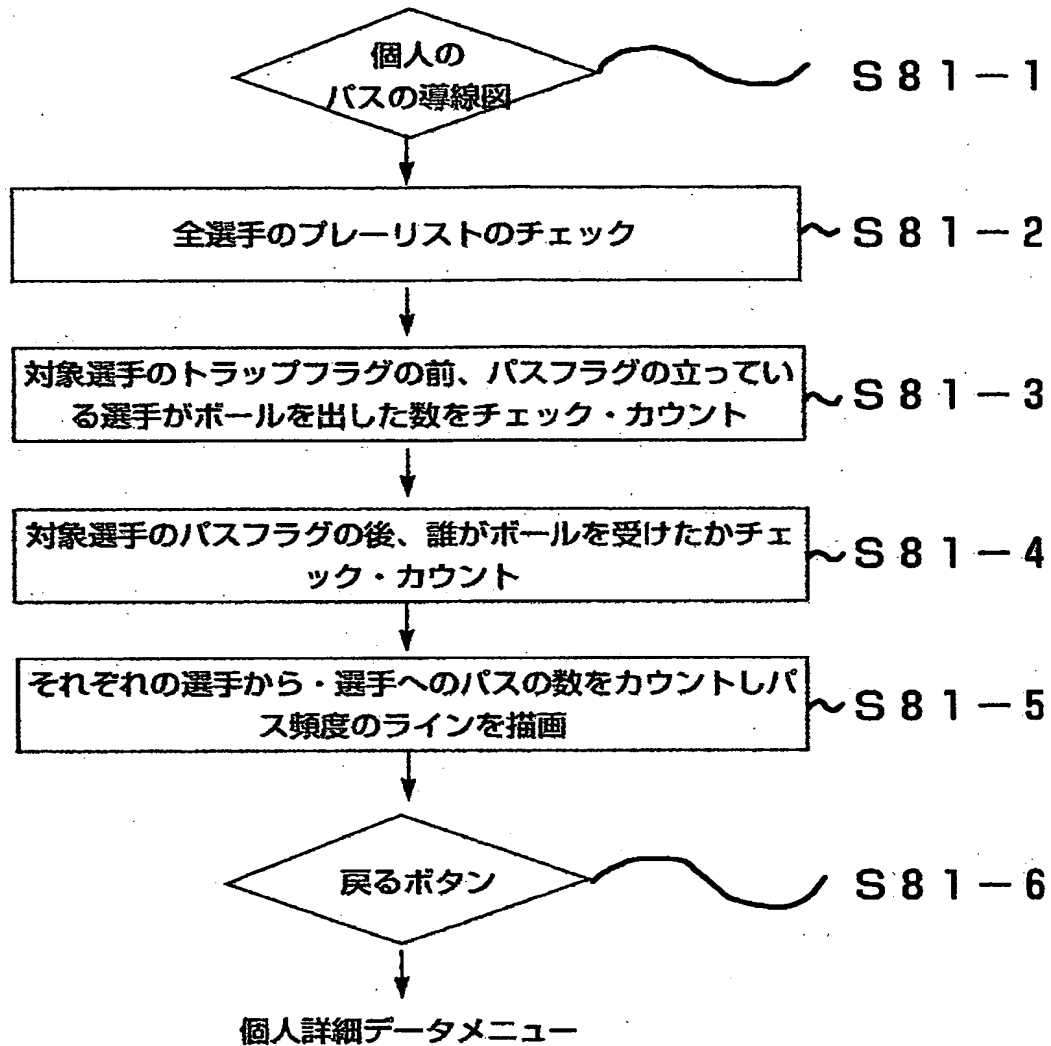 個人の
パスの導線図
S81-1
全選手のプレーリストのチェック
S81-2
対象選手のトラップフラグの前、パスフラグの立ってい
る選手がボールを出した数をチェック・カウント
S81-3
対象選手のパスフラグの後、誰がボールを受けたかチェ
ック・カウント
S81-4
それぞれの選手から・選手へのパスの数をカウントしパ
ス頻度のラインを描画
S81-5
戻るボタン
S81-6
個人詳細データメニュー